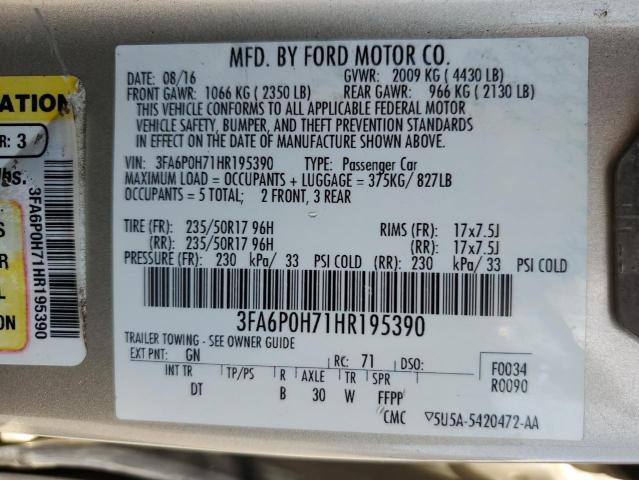 ATION
R: 3
lbs.
S
R
L
ION
3FA6P0H71HR195390
MFD. BY FORD MOTOR CO.
DATE: 08/16 GVWR: 2009 KG ( 4430 LB)
FRONT GAWR: 1066 KG ( 2350 LB) REAR GAWR: 966 KG ( 2130 LB)
THIS VEHICLE CONFORMS TO ALL APPLICABLE FEDERAL MOTOR
VEHICLE SAFETY, BUMPER, AND THEFT PREVENTION STANDARDS
IN EFFECT ON THE DATE OF MANUFACTURE SHOWN ABOVE.
VIN: 3FA6P0H71HR195390 TYPE: Passenger Car
MAXIMUM LOAD = OCCUPANTS + LUGGAGE = 375KG/ 827LB
OCCUPANTS = 5 TOTAL; 2 FRONT, 3 REAR
TIRE (FR): 235/50R17 96H RIMS (FR): 17x7.5J
(RR): 235/50R17 96H (RR): 17x7.5J
PRESSURE (FR): 230 kPa/ 33 PSI COLD (RR): 230 kPa/ 33 PSI COLD
3FA6P0H71HR195390
TRAILER TOWING - SEE OWNER GUIDE
EXT PNT: GN RC: 71 DSO: F0034
INT TR TP/PS R AXLE TR SPR R0090
DT B 30 W FFPP
CMC ▽5U5A-5420472-AA